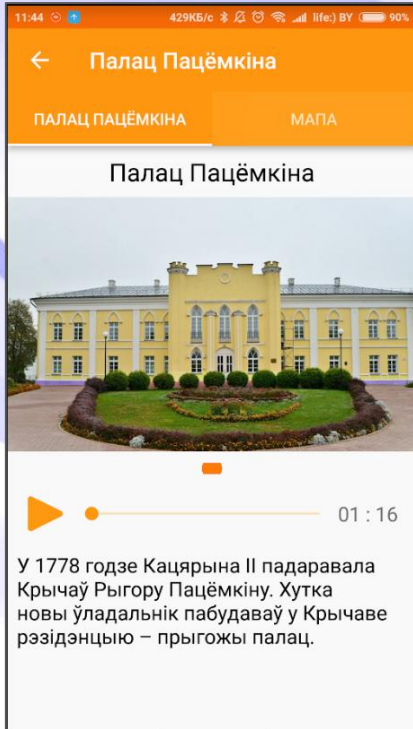 11:44 429КБ/с life:) BY 90%
Палац Пацёмкіна
ПАЛАЦ ПАЦЁМКІНА МАПА
Палац Пацёмкіна
01 : 16
У 1778 годзе Кацярына II падаравала
Крычаў Рыгору Пацёмкіну. Хутка
новы ўладальнік пабудаваў у Крычаве
рэзідэнцыю – прыгожы палац.